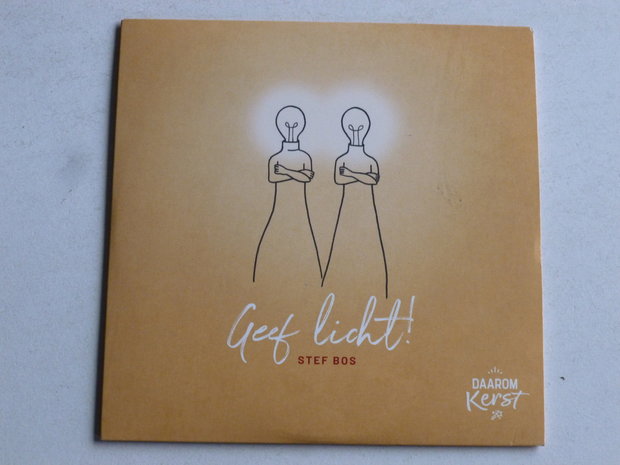 Geef licht!
STEF BOS
DAAROM
Kerst